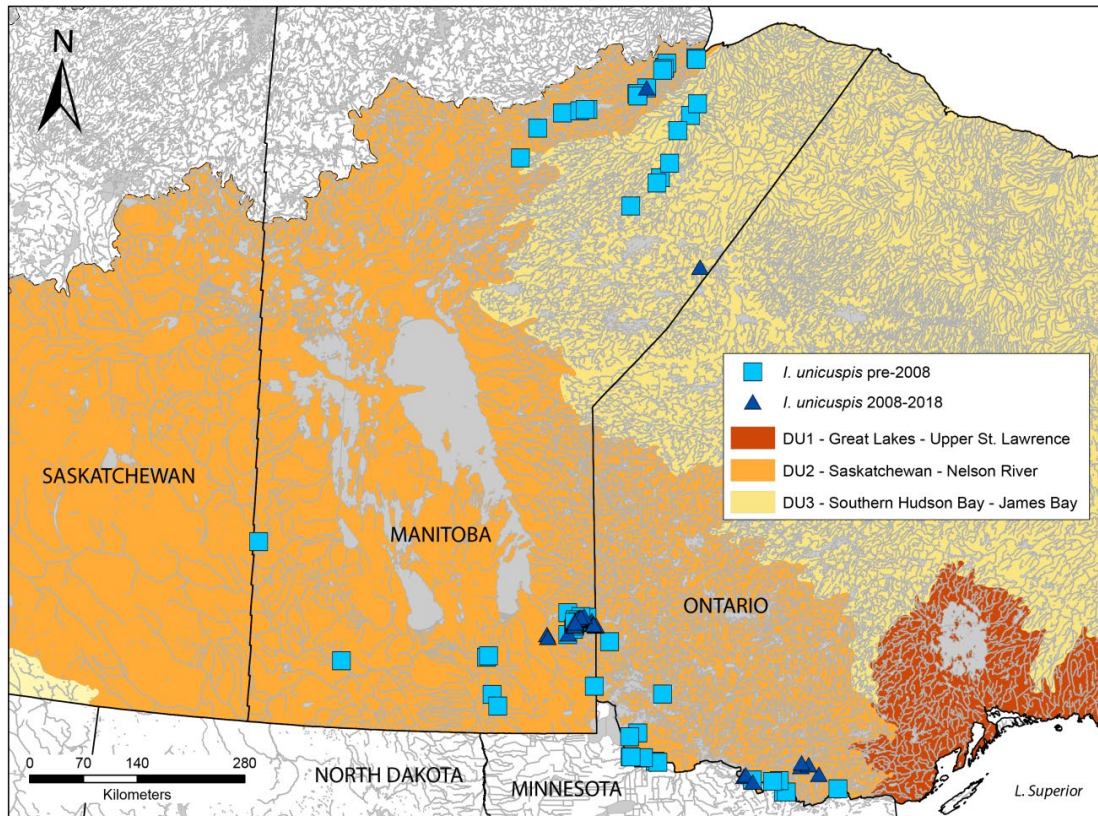 N
I. unicuspis pre-2008
I. unicuspis 2008-2018
DU1 - Great Lakes - Upper St. Lawrence
DU2 - Saskatchewan - Nelson River
DU3 - Southern Hudson Bay - James Bay
SASKATCHEWAN
MANITOBA
ONTARIO
0 70 140 280
Kilometers
NORTH DAKOTA
MINNESOTA
L. Superior